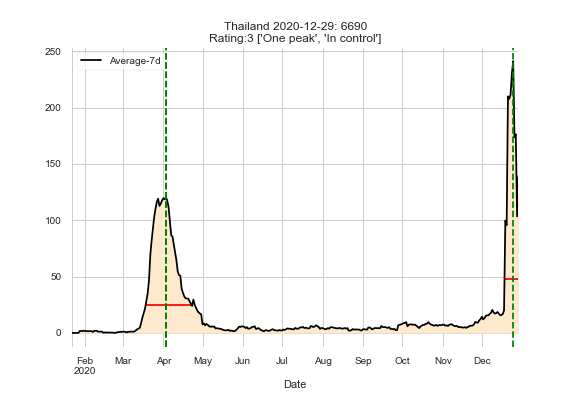 Thailand 2020-12-29: 6690
Rating:3 ['One peak', 'In control']
Average-7d
250
200
150
100
50
0
Feb Mar Apr May Jun Jul Aug Sep Oct Nov Dec
2020
Date